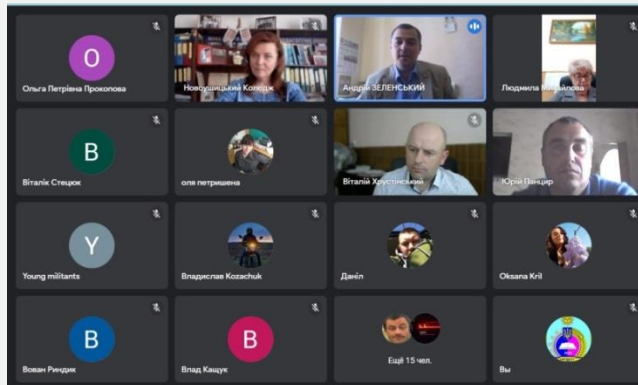 О
Ольга Петрівна Прокопова
Новоушицький Коледж
Андрій ЗЕЛЕНСЬКИЙ
Людмила Михайлова
В
Віталік Стецюк
оля петришена
Віталій Хрустінський
Юрій Панцир
Y
Young militants
Владислав Kozachuk
Даніл
Oksana Kril
В
Вован Риндик
В
Влад Кащук
Ещё 15 чел.
Вы